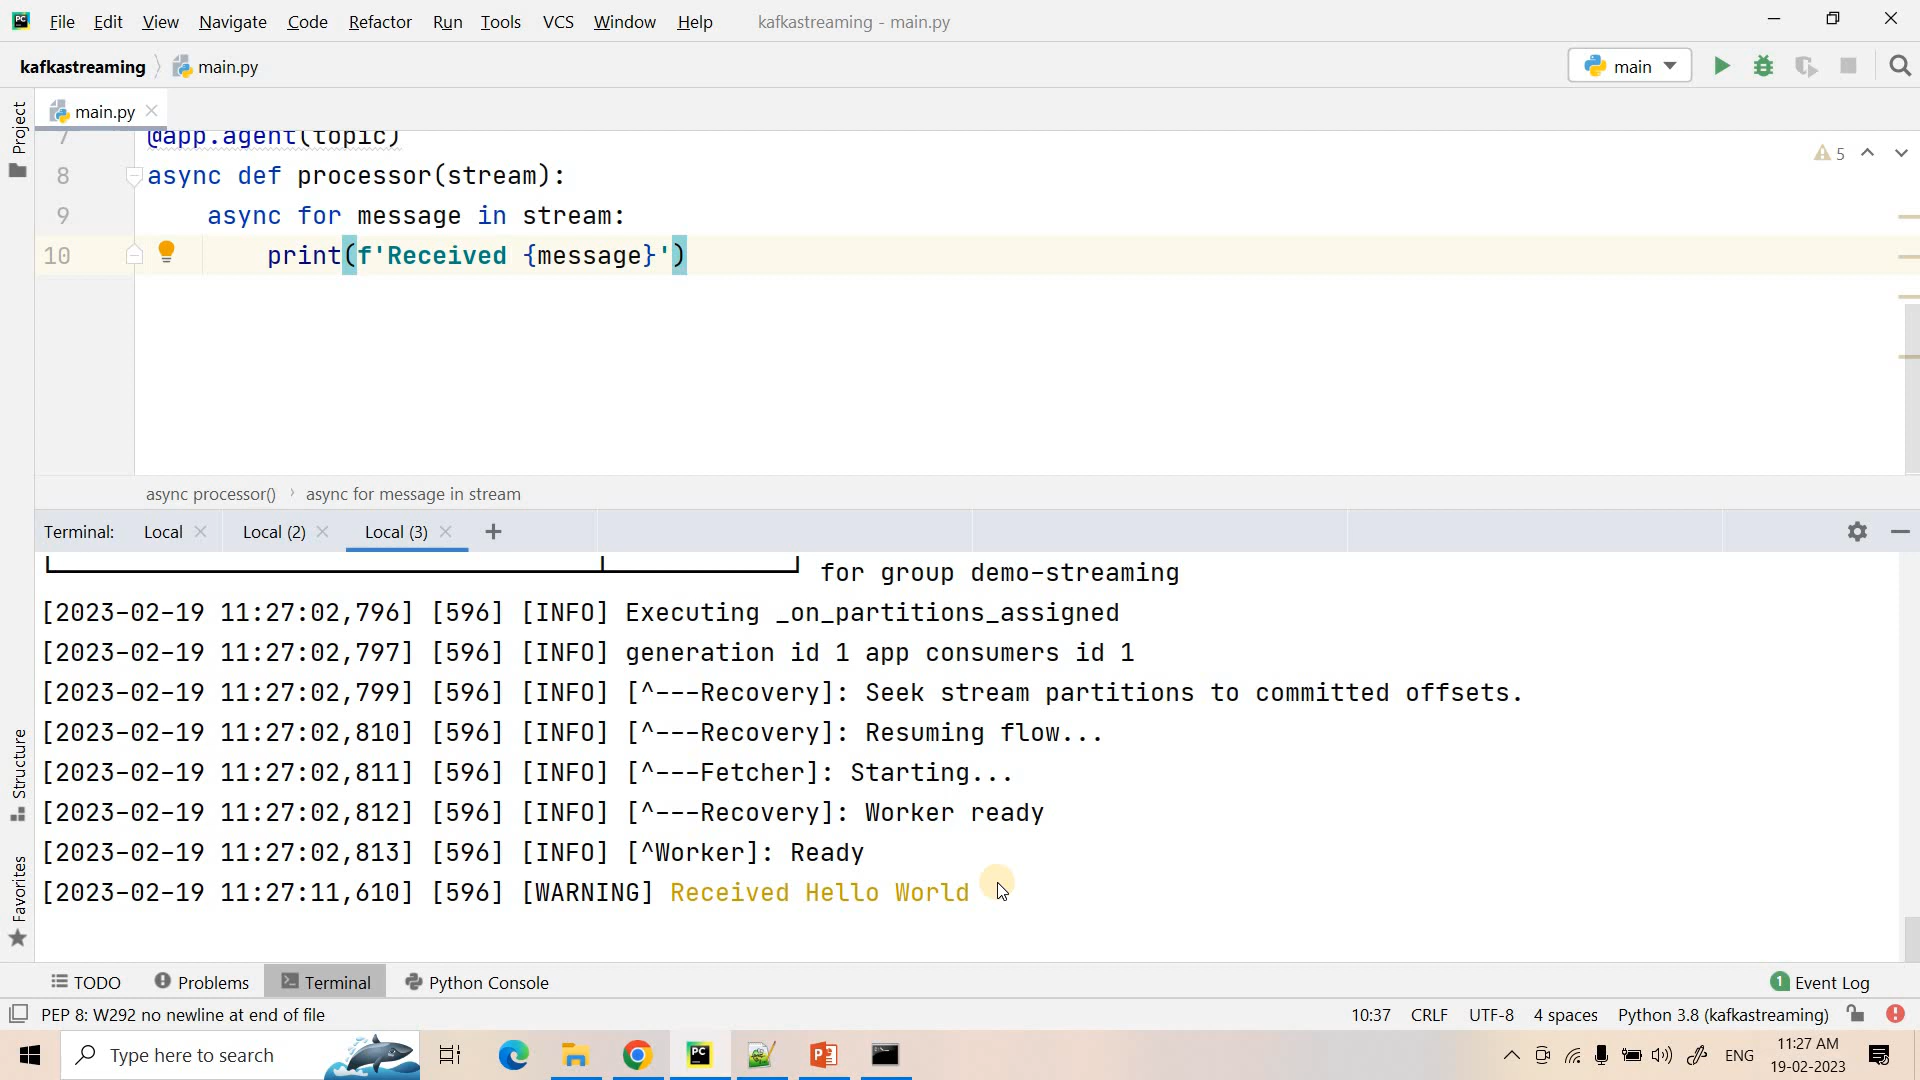 PC File Edit View Navigate Code Refactor Run Tools VCS Window Help kafkastreaming - main.py
kafkastreaming main.py main
main.py
Project
7 @app.agent(topic)
8 async def processor(stream):
5
9 async for message in stream:
10 print(f'Received {message}')
async processor() › async for message in stream
Terminal: Local Local (2) Local (3)
for group demo-streaming
[2023-02-19 11:27:02,796] [596] [INFO] Executing _on_partitions_assigned
[2023-02-19 11:27:02,797] [596] [INFO] generation id 1 app consumers id 1
[2023-02-19 11:27:02,799] [596] [INFO] [^---Recovery]: Seek stream partitions to committed offsets.
[2023-02-19 11:27:02,810] [596] [INFO] [^---Recovery]: Resuming flow...
[2023-02-19 11:27:02,811] [596] [INFO] [^---Fetcher]: Starting...
[2023-02-19 11:27:02,812] [596] [INFO] [^---Recovery]: Worker ready
[2023-02-19 11:27:02,813] [596] [INFO] [^Worker]: Ready
[2023-02-19 11:27:11,610] [596] [WARNING] Received Hello World
Structure
Favorites
TODO Problems Terminal Python Console 1 Event Log
PEP 8: W292 no newline at end of file 10:37 CRLF UTF-8 4 spaces Python 3.8 (kafkastreaming)
Type here to search PC ENG 11:27 AM
19-02-2023